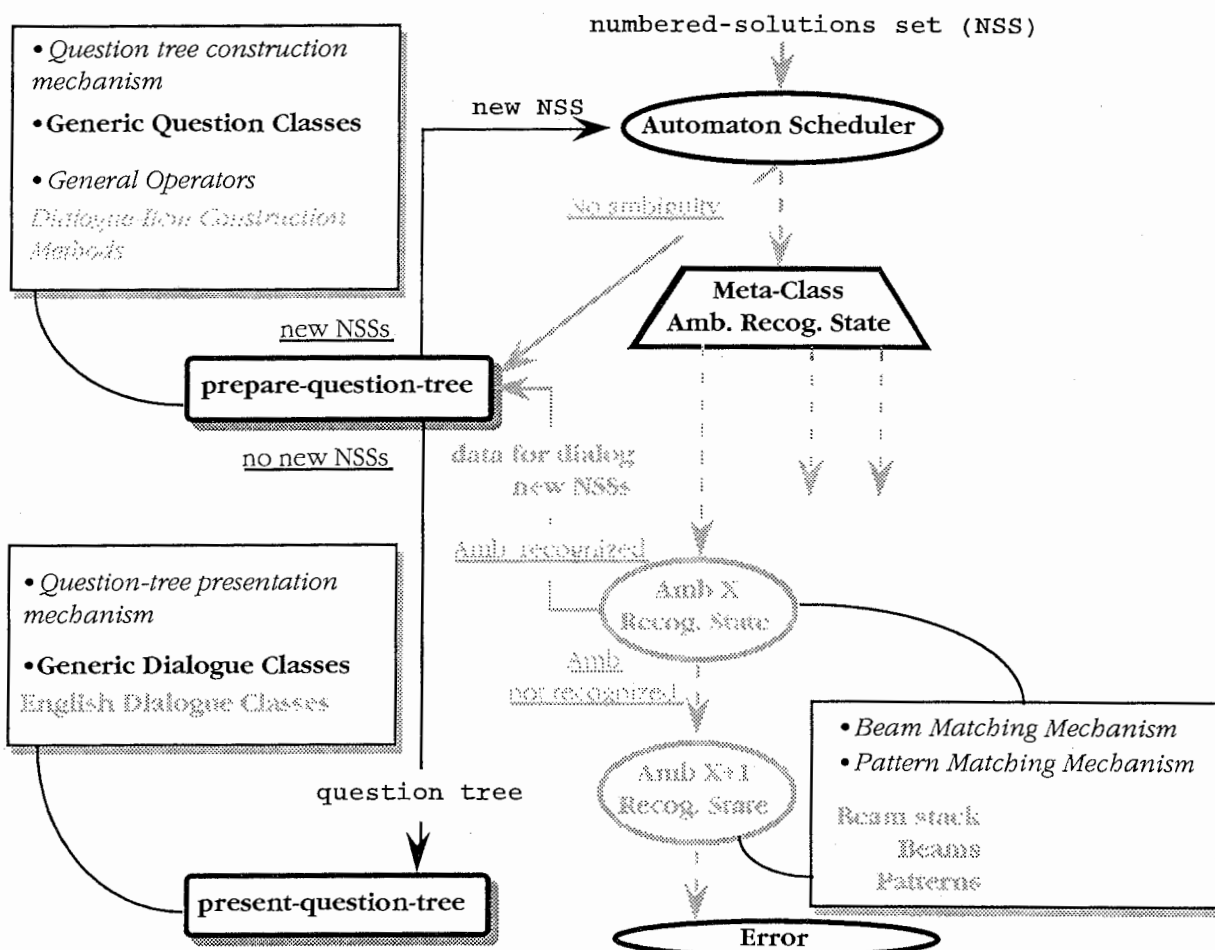 numbered-solutions set (NSS)
• Question tree construction
mechanism
•Generic Question Classes
• General Operators
Dialogue-Item Construction
Methods
new NSS
Automaton Scheduler
No ambiguity
Meta-Class
Amb. Recog. State
new NSSs
prepare-question-tree
no new NSSs
data for dialog
new NSSs
Amb recognized
Amb X
Recog. State
Amb
not recognized
• Question-tree presentation
mechanism
•Generic Dialogue Classes
English Dialogue Classes
• Beam Matching Mechanism
• Pattern Matching Mechanism
Beam stack
Beams
Patterns
Amb X+1
Recog. State
question tree
present-question-tree
Error